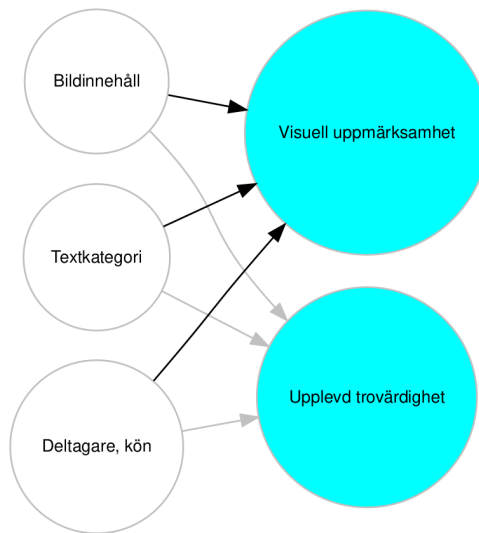 Bildinnehåll
Visuell uppmärksamhet
Textkategori
Upplevd trovärdighet
Deltagare, kön